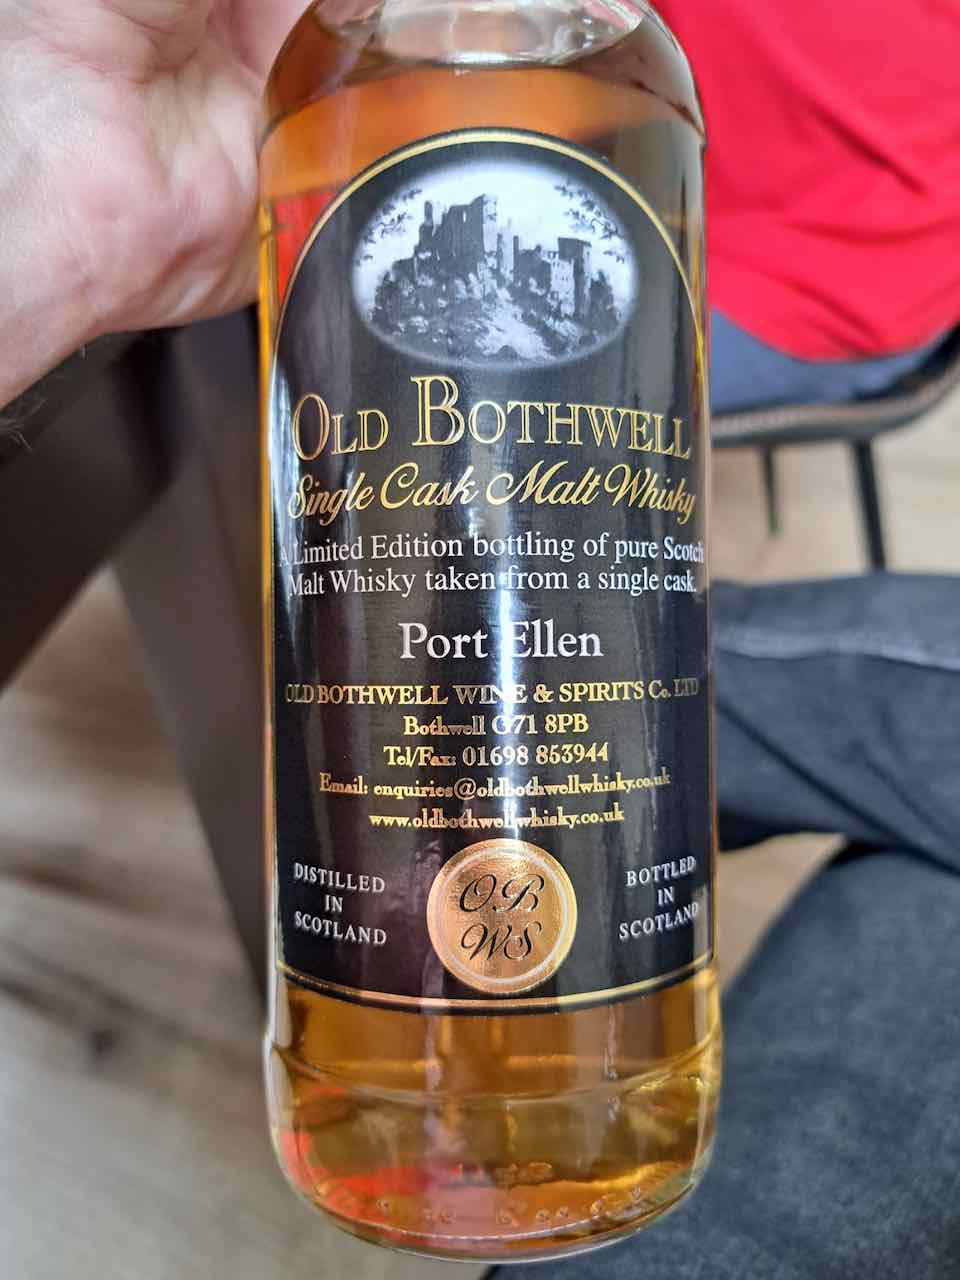 OLD BOTHWELL
Single Cask Malt Whisky
A Limited Edition bottling of pure Scotch
Malt Whisky taken from a single cask.
Port Ellen
OLD BOTHWELL WINE & SPIRITS Co. LTD
Bothwell G71 8PB
Tel/Fax: 01698 853944
Email: enquiries@oldbothwellwhisky.co.uk
www.oldbothwellwhisky.co.uk
DISTILLED
IN
SCOTLAND
OB
WS
BOTTLED
IN
SCOTLAND